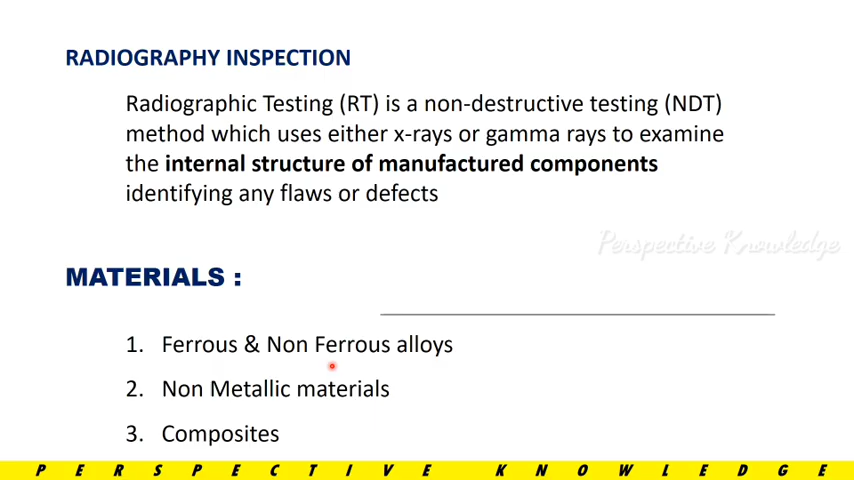 RADIOGRAPHY INSPECTION
Radiographic Testing (RT) is a non-destructive testing (NDT)
method which uses either x-rays or gamma rays to examine
the internal structure of manufactured components
identifying any flaws or defects
Perspective Knowledge
MATERIALS :
1. Ferrous & Non Ferrous alloys
2. Non Metallic materials
3. Composites
PERSPECTIVE KNOWLEDGE